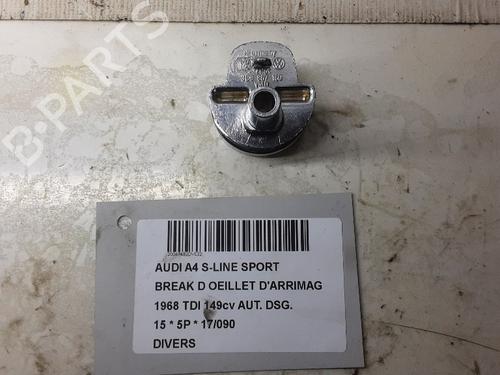 B-PARTS
AUDI A4 S-LINE SPORT
BREAK D OEILLET D'ARRIMAG
1968 TDI 149cv AUT. DSG.
15 * 5P * 17/090
DIVERS